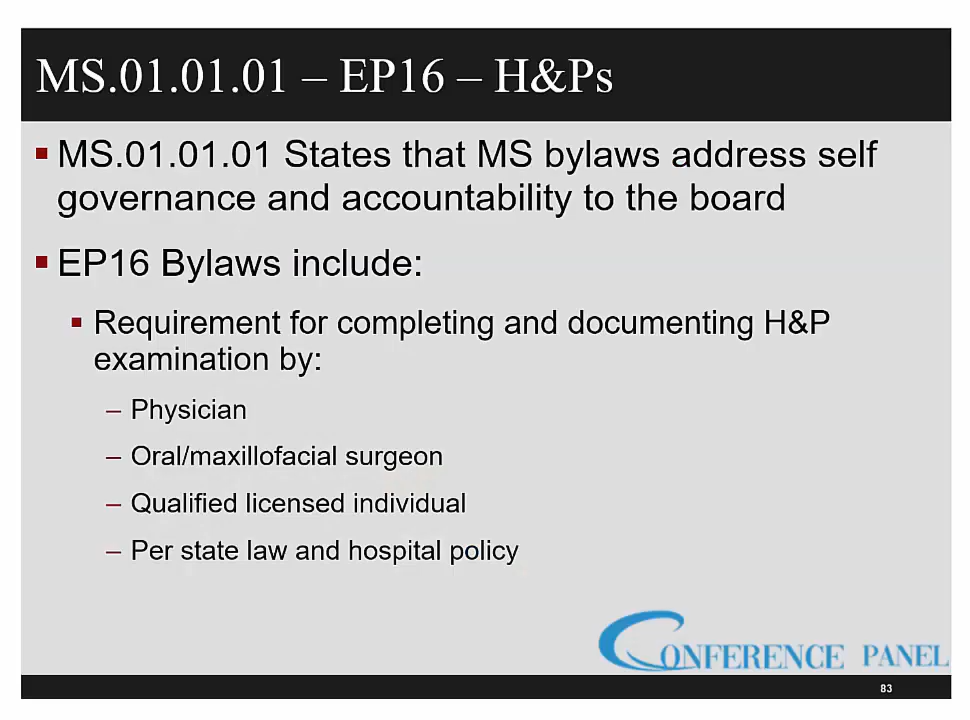 MS.01.01.01 – EP16 – H&Ps
▪ MS.01.01.01 States that MS bylaws address self
governance and accountability to the board
▪ EP16 Bylaws include:
▪ Requirement for completing and documenting H&P
examination by:
– Physician
– Oral/maxillofacial surgeon
– Qualified licensed individual
– Per state law and hospital policy
CONFERENCE PANEL
83